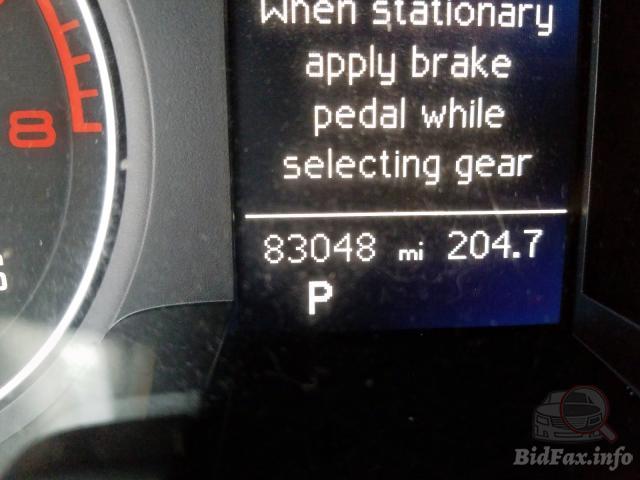 When stationary
apply brake
pedal while
selecting gear
83048 mi 204.7
P
8
BidFax.info